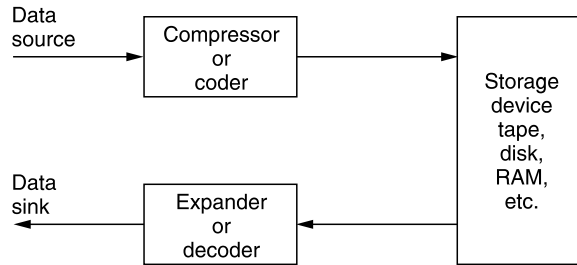 Data
source
Compressor
or
coder
Storage
device
tape,
disk,
RAM,
etc.
Data
sink
Expander
or
decoder